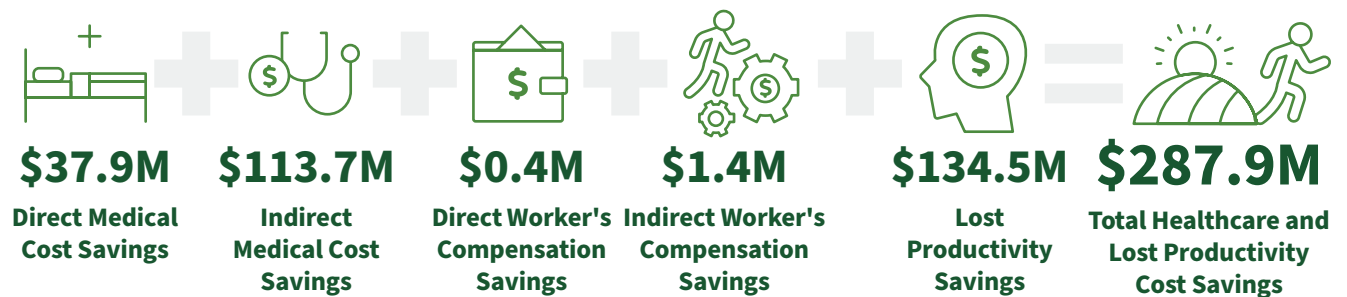 $
$
$
$
$37.9M
Direct Medical
Cost Savings
$113.7M
Indirect
Medical Cost
Savings
$0.4M
Direct Worker's
Compensation
Savings
$1.4M
Indirect Worker's
Compensation
Savings
$134.5M
Lost
Productivity
Savings
$287.9M
Total Healthcare and
Lost Productivity
Cost Savings